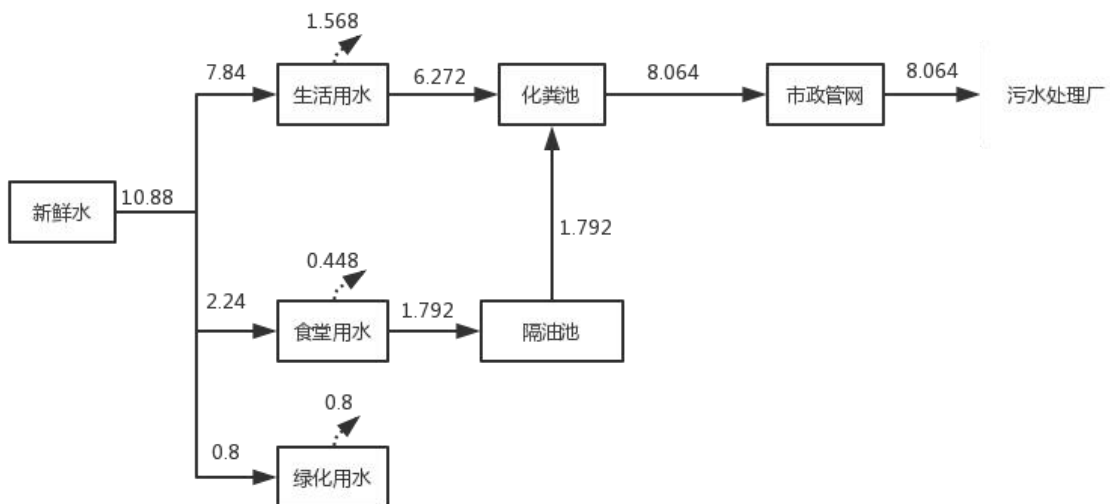 1.568
7.84
生活用水
6.272
化粪池
8.064
市政管网
8.064
污水处理厂
新鲜水
10.88
1.792
0.448
2.24
食堂用水
1.792
隔油池
0.8
0.8
绿化用水